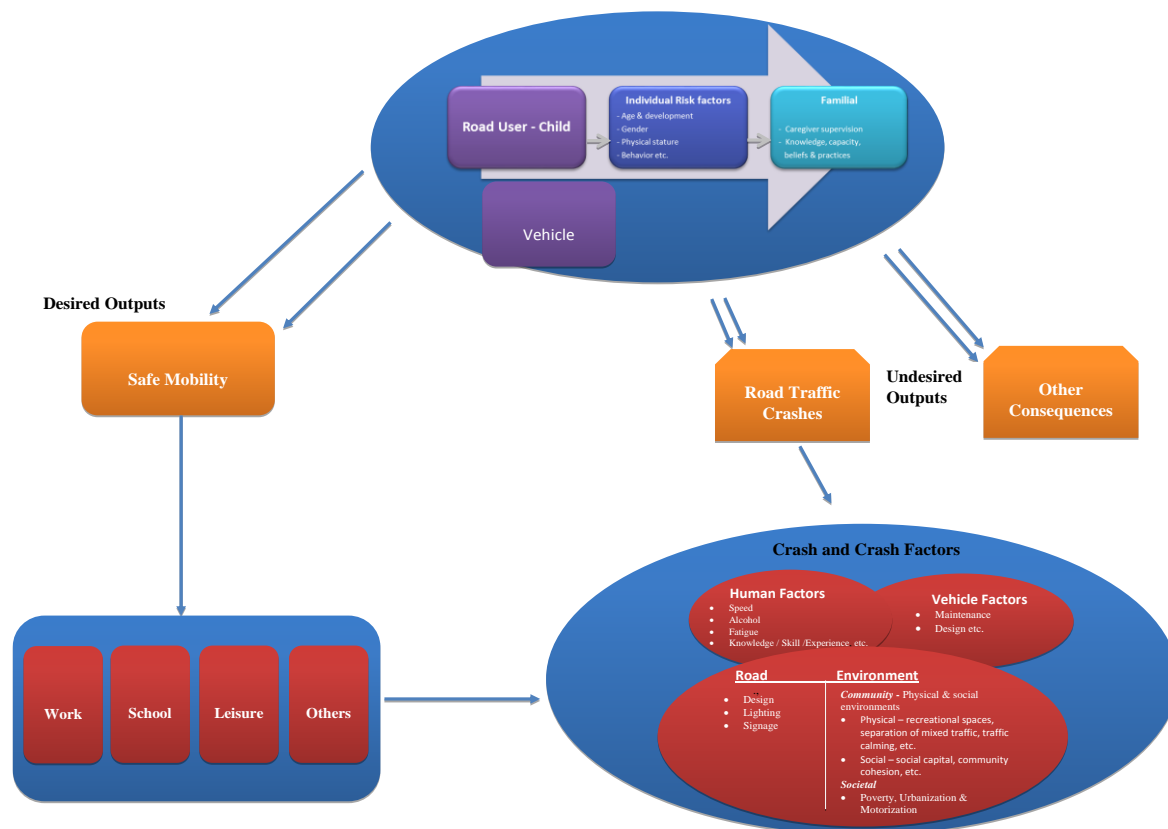 Individual Risk factors
- Age & development
- Gender
- Physical stature
- Behavior etc.
Road User - Child
Familial
- Caregiver supervision
- Knowledge, capacity,
beliefs & practices
Vehicle
Desired Outputs
Safe Mobility
Road Traffic
Crashes
Undesired
Outputs
Other
Consequences
Work
School
Leisure
Others
Crash and Crash Factors
Human Factors
• Speed
• Alcohol
• Fatigue
• Knowledge / Skill /Experience etc.
Vehicle Factors
• Maintenance
• Design etc.
Road
• Design
• Lighting
• Signage
Environment
Community - Physical & social
environments
• Physical – recreational spaces,
separation of mixed traffic, traffic
calming, etc.
• Social – social capital, community
cohesion, etc.
Societal
• Poverty, Urbanization &
Motorization